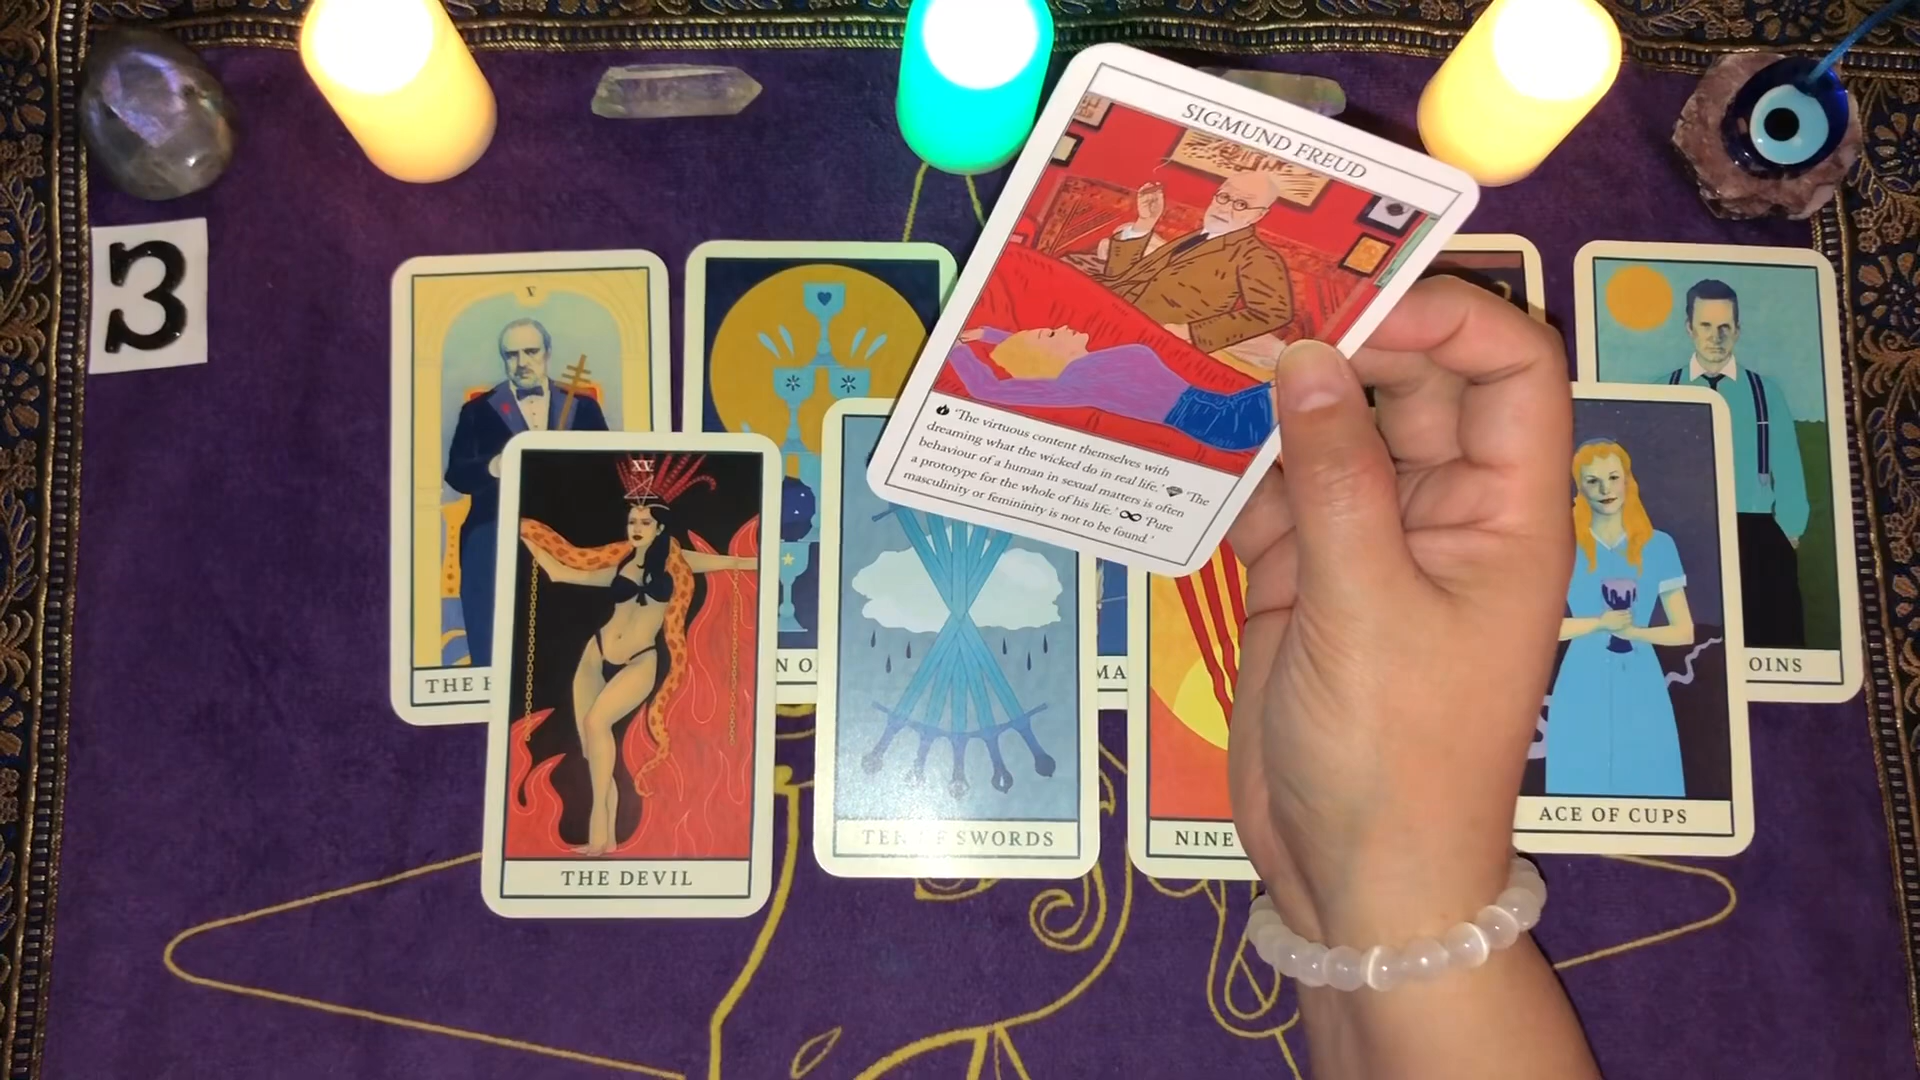 3
SIGMUND FREUD
'The virtuous content themselves with
dreaming what the wicked do in real life.' 'The
behaviour of a human in sexual matters is often
a prototype for the whole of his life.' 'Pure
masculinity or femininity is not to be found.'
V
THE
OINS
XV
THE DEVIL
SWORDS
NINE
ACE OF CUPS